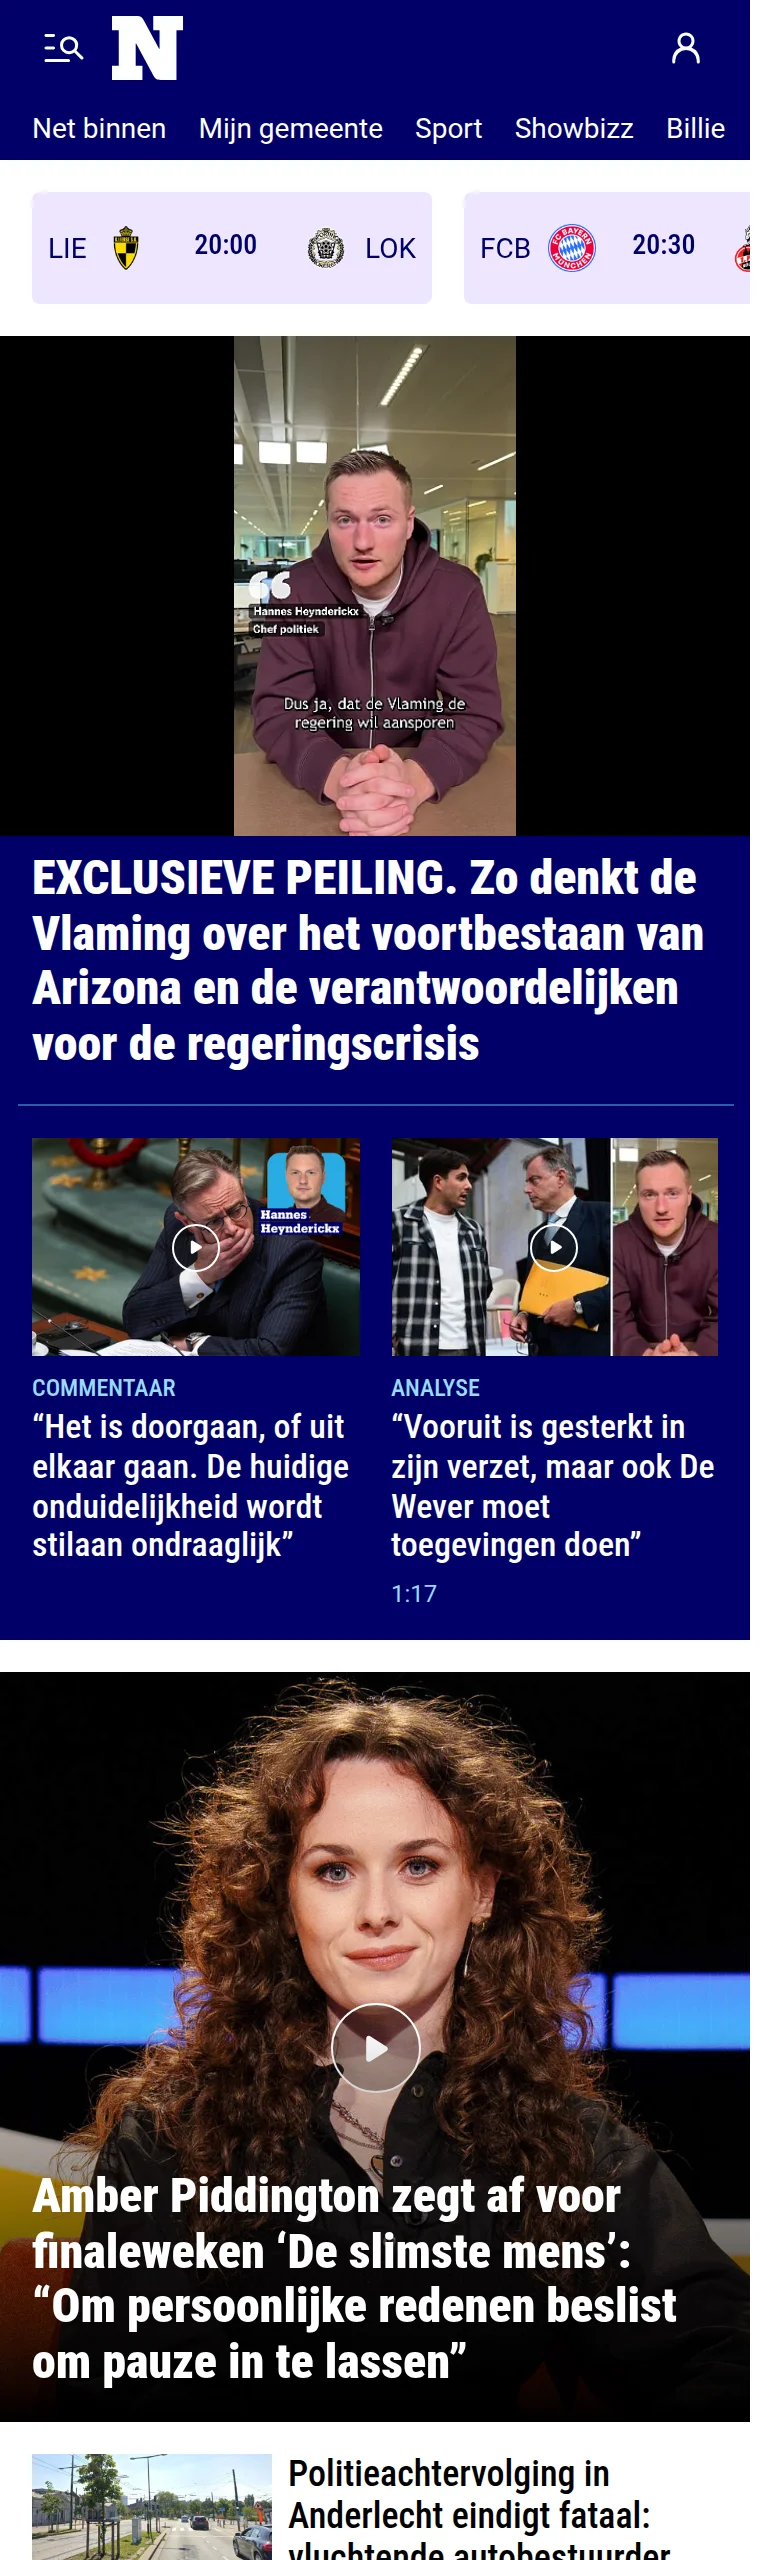 N
Net binnen Mijn gemeente Sport Showbizz Billie
LIE 20:00 LOK FCB 20:30
Hannes Heynderickx
Chef politiek
Dus ja, dat de Vlaming de
regering wil aansporen
EXCLUSIEVE PEILING. Zo denkt de
Vlaming over het voortbestaan van
Arizona en de verantwoordelijken
voor de regeringscrisis
Hannes
Heynderickx
COMMENTAAR
“Het is doorgaan, of uit
elkaar gaan. De huidige
onduidelijkheid wordt
stilaan ondraaglijk”
ANALYSE
“Vooruit is gesterkt in
zijn verzet, maar ook De
Wever moet
toegevingen doen”
1:17
Amber Piddington zegt af voor
finaleweken ‘De slimste mens’:
“Om persoonlijke redenen beslist
om pauze in te lassen”
Politieachtervolging in
Anderlecht eindigt fataal:
vluchtende autobestuurder